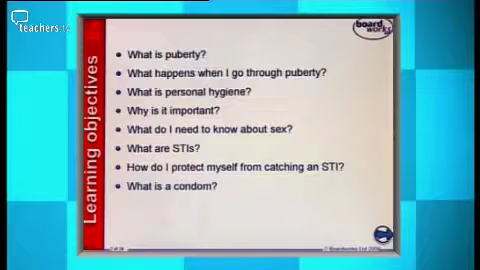 teachers.tv
board
works
Learning objectives
What is puberty?
What happens when I go through puberty?
What is personal hygiene?
Why is it important?
What do I need to know about sex?
What are STIs?
How do I protect myself from catching an STI?
What is a condom?
© Boardworks Ltd